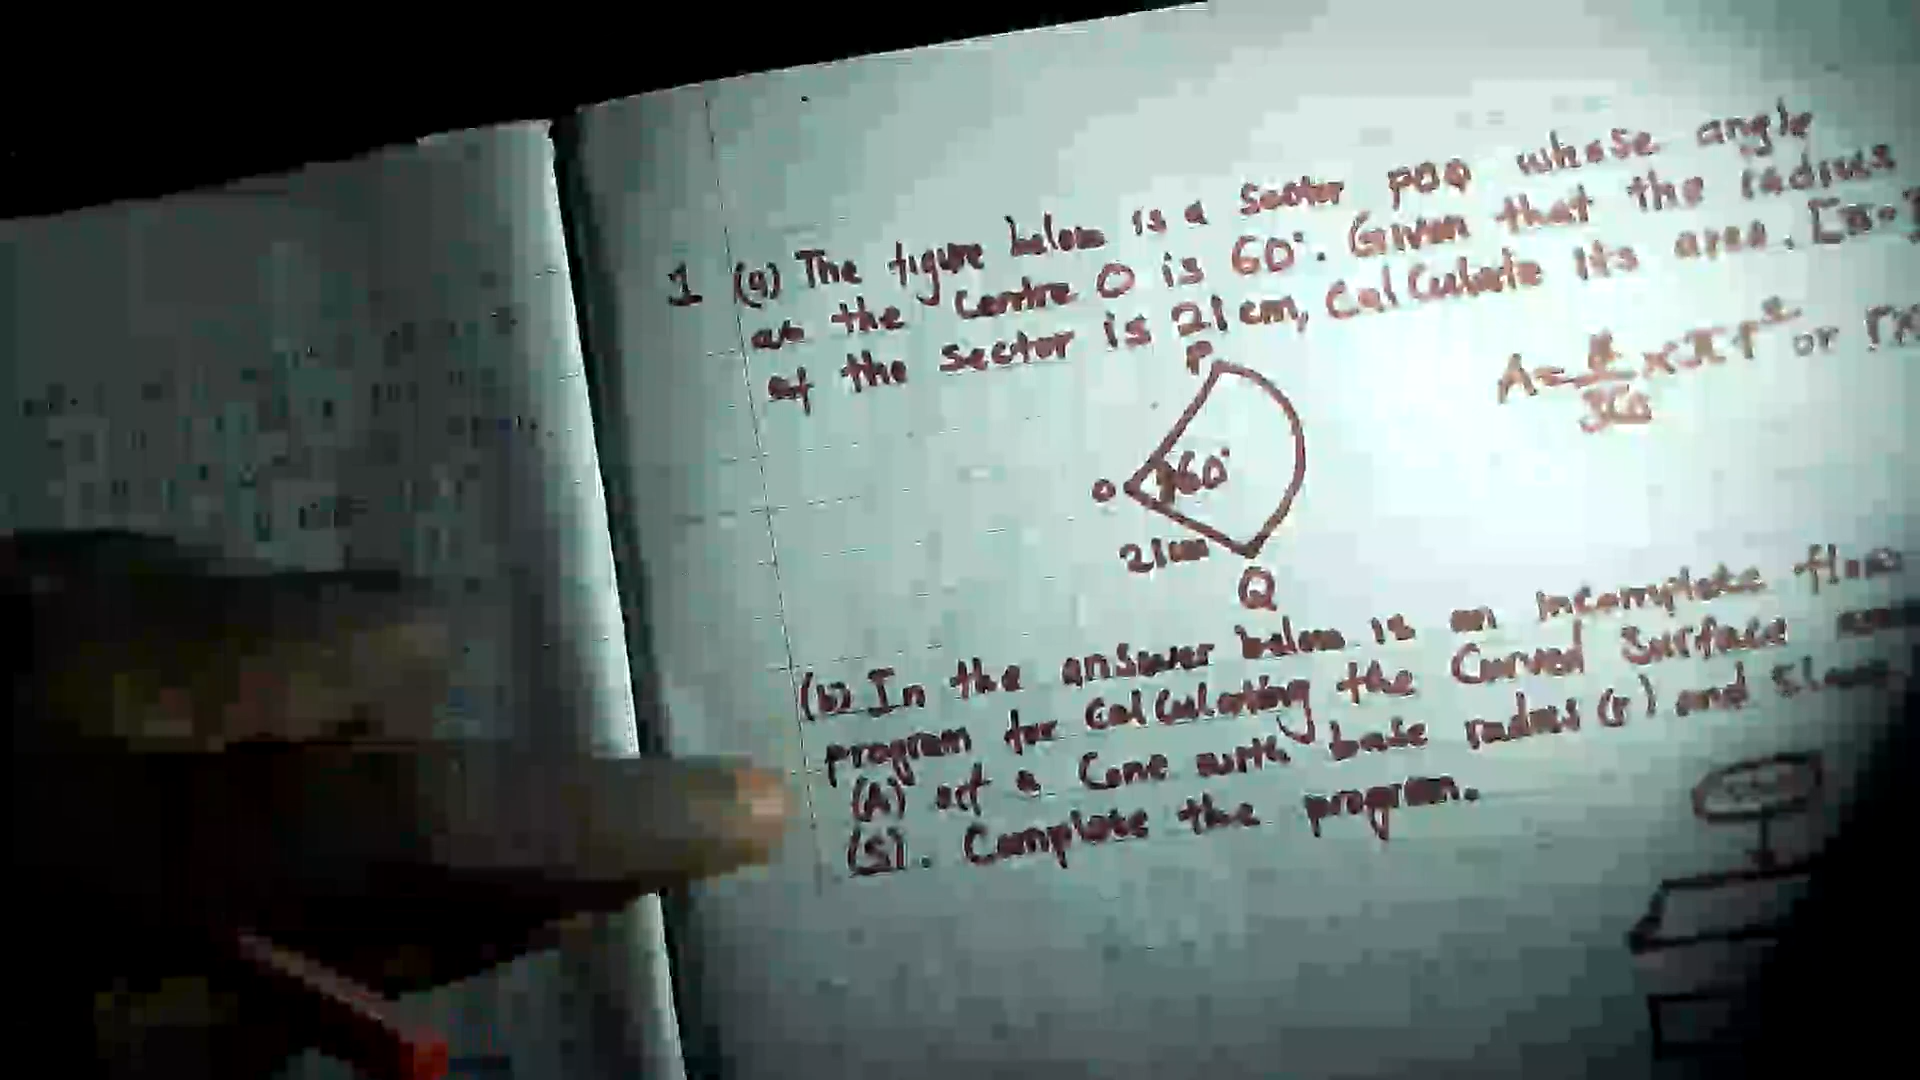 1 (a) The figure below is a sector POQ whose angle
at the centre O is 60°. Given that the radius
of the sector is 21cm, Calculate its area. [π=
A=θ/360 ×πr² or
P
O
60°
21cm
Q
(b) In the answer below is an incomplete flow
program for calculating the Curved Surface
(A) of a Cone with base radius (r) and
(S). Complete the program.